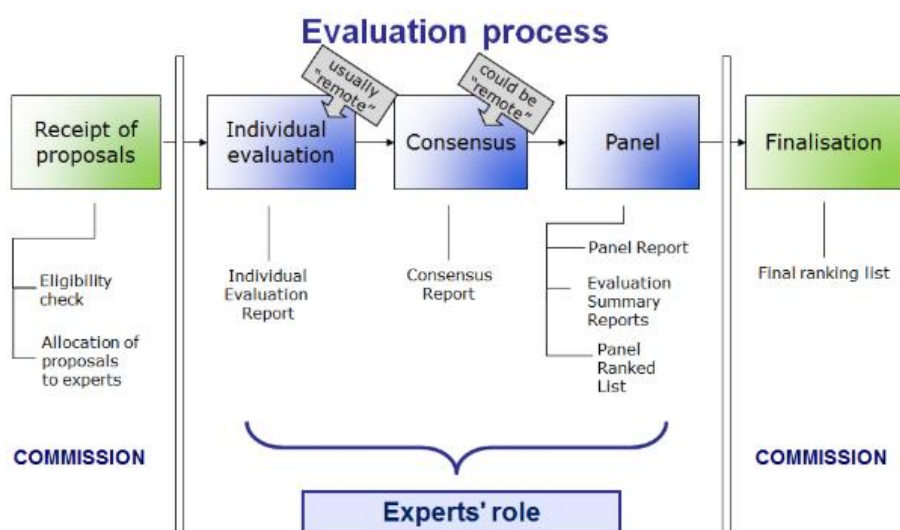 Evaluation process
usually
"remote"
could be
"remote"
Receipt of
proposals
Individual
evaluation
Consensus
Panel
Finalisation
Eligibility
check
Allocation of
proposals
to experts
Individual
Evaluation
Report
Consensus
Report
Panel Report
Evaluation
Summary
Reports
Panel
Ranked
List
Final ranking list
COMMISSION
COMMISSION
Experts' role